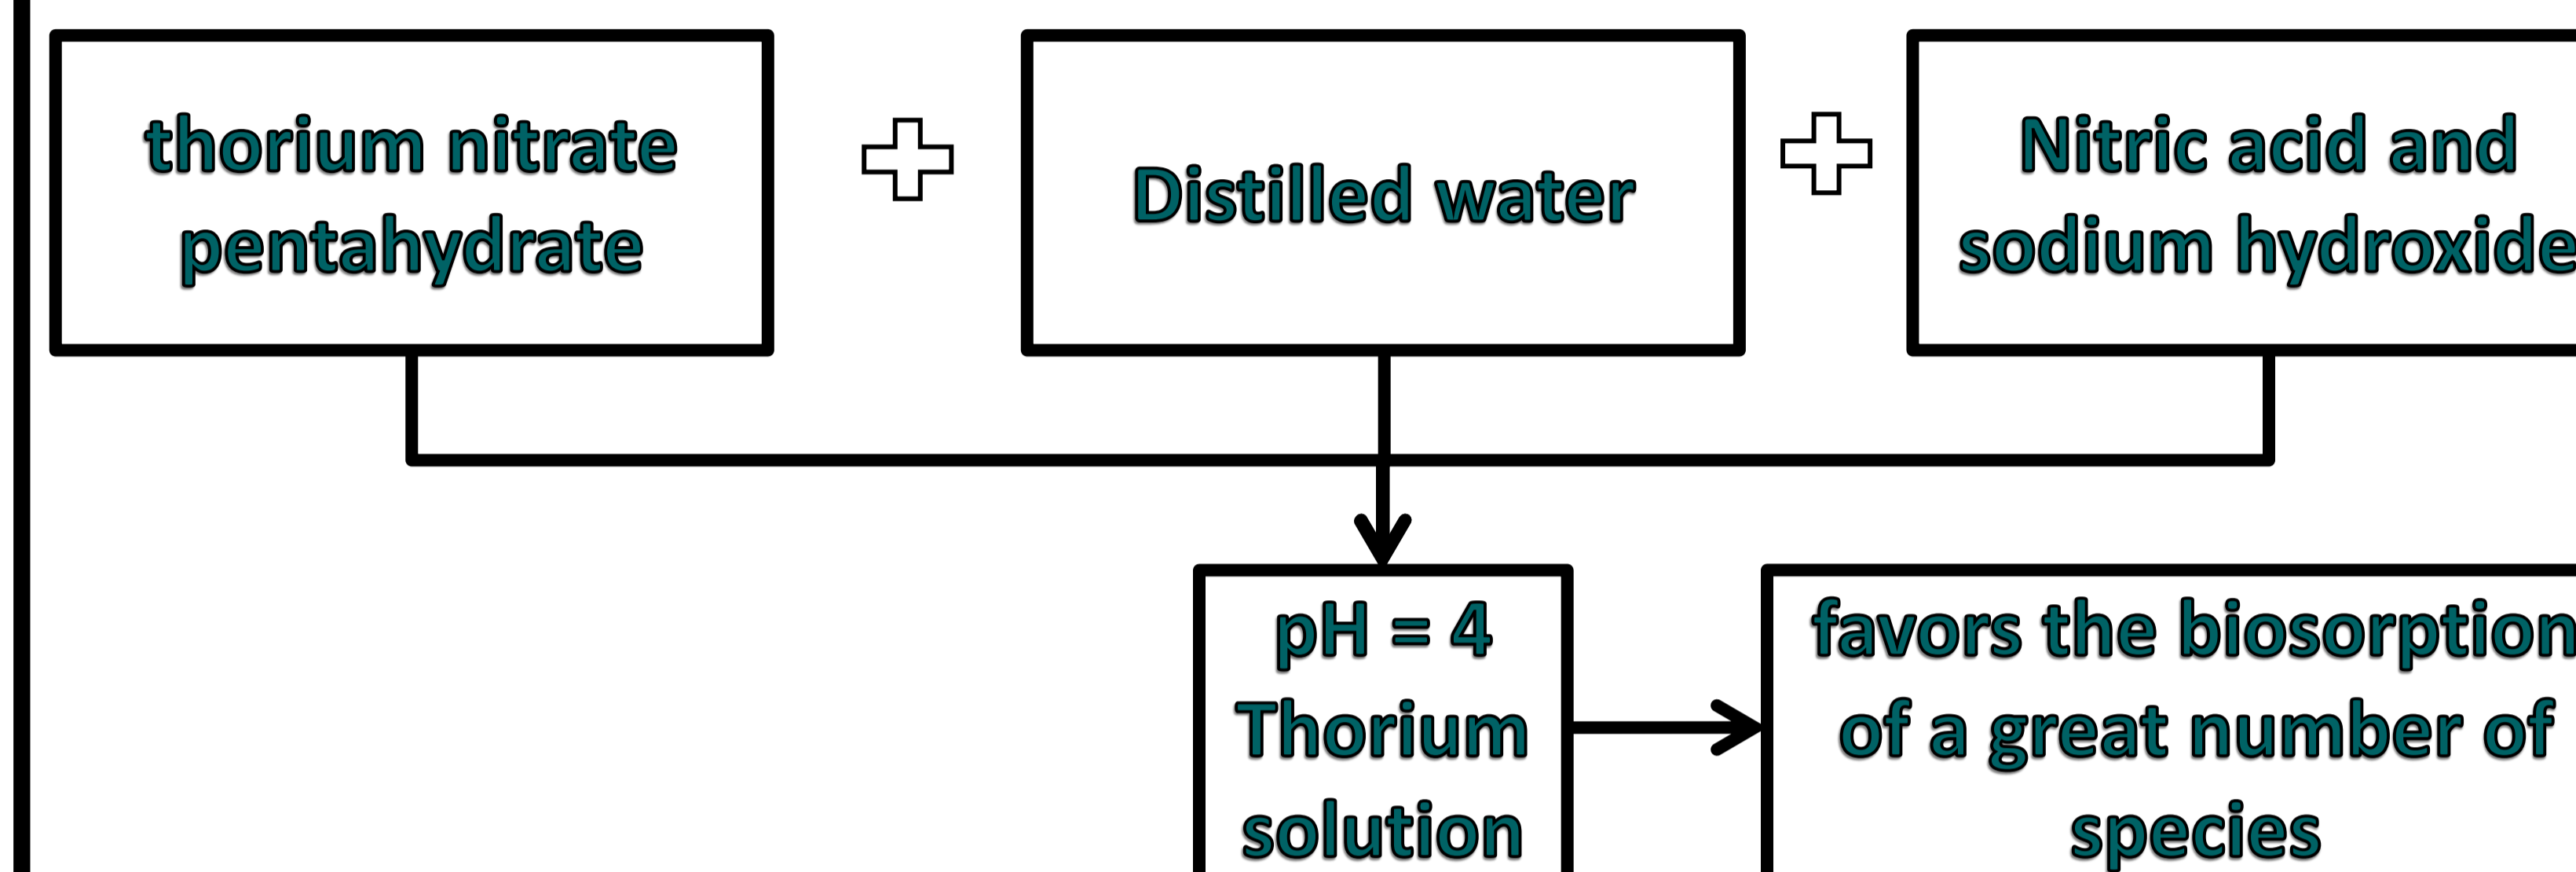 thorium nitrate
pentahydrate
Distilled water
Nitric acid and
sodium hydroxide
pH = 4
Thorium
solution
favors the biosorption
of a great number of
species